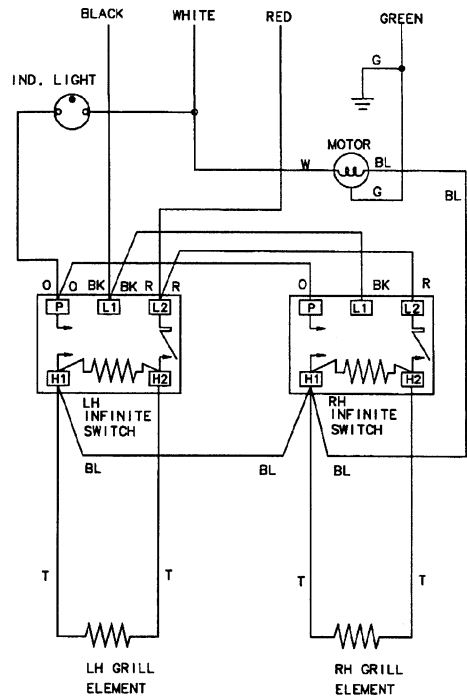 BLACK WHITE RED GREEN
G
IND. LIGHT
MOTOR
W BL
G BL
O O BK BK R R O BK R
P L1 L2 P L1 L2
H1 H2 H1 H2
LH
INFINITE
SWITCH
RH
INFINITE
SWITCH
BL BL BL
T T T T
LH GRILL
ELEMENT
RH GRILL
ELEMENT